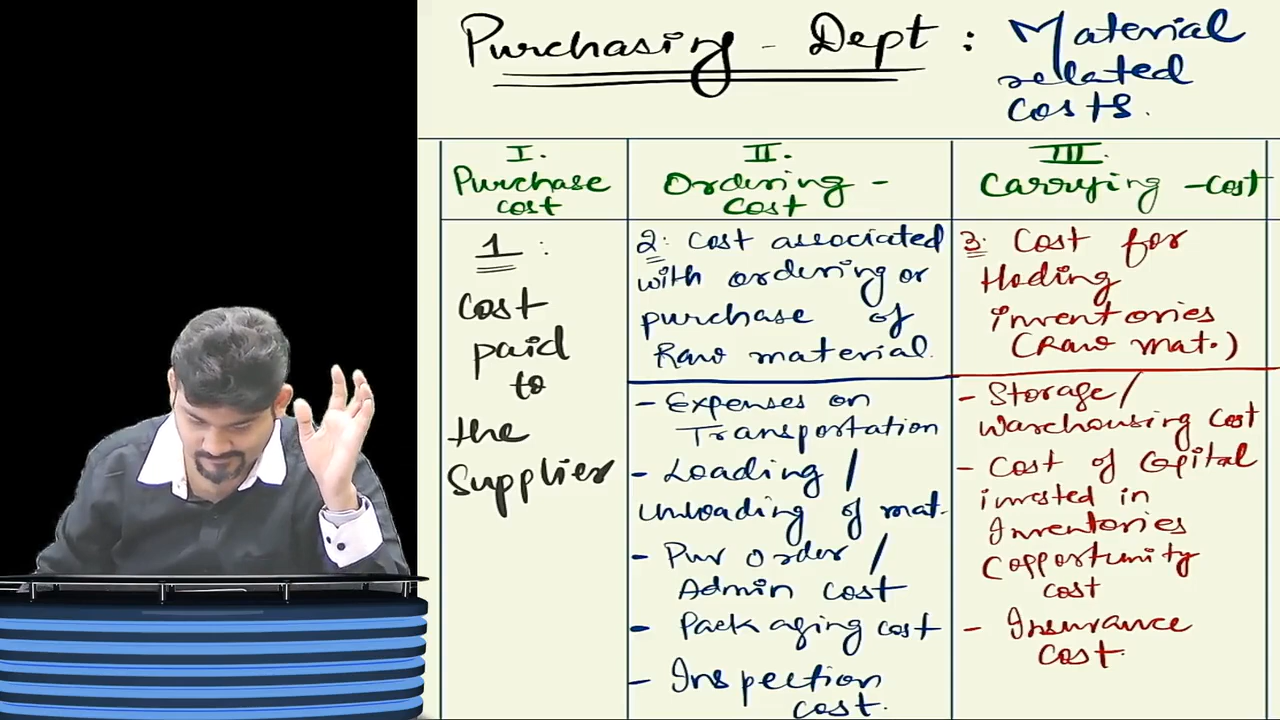 Purchasing - Dept : Material
related
costs.
I.
Purchase
cost
1 :
Cost
paid
to
the
Supplier
II.
Ordering -
Cost
2: Cost associated
with ordering or
purchase of
Raw material.
- Expenses on
Transportation
- Loading /
unloading of mat.
- Pur order /
Admin cost
- Packaging cost
- Inspection
cost.
III
Carrying - cost
3: Cost for
Hoding
inventories
(Raw mat.)
- Storage/
Warehousing cost
- Cost of Capital
invested in
Inventories
(opportunity
cost
- Insurance
cost.